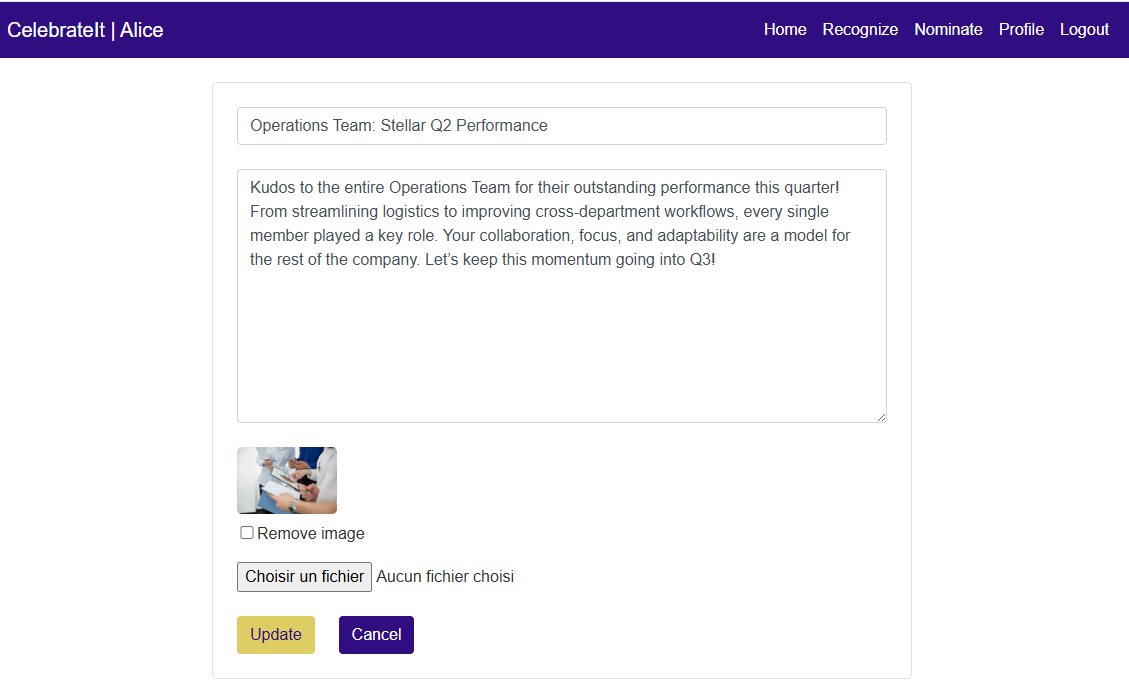 CelebrateIt | Alice
Home Recognize Nominate Profile Logout
Operations Team: Stellar Q2 Performance
Kudos to the entire Operations Team for their outstanding performance this quarter!
From streamlining logistics to improving cross-department workflows, every single
member played a key role. Your collaboration, focus, and adaptability are a model for
the rest of the company. Let’s keep this momentum going into Q3!
Remove image
Choisir un fichier Aucun fichier choisi
Update Cancel